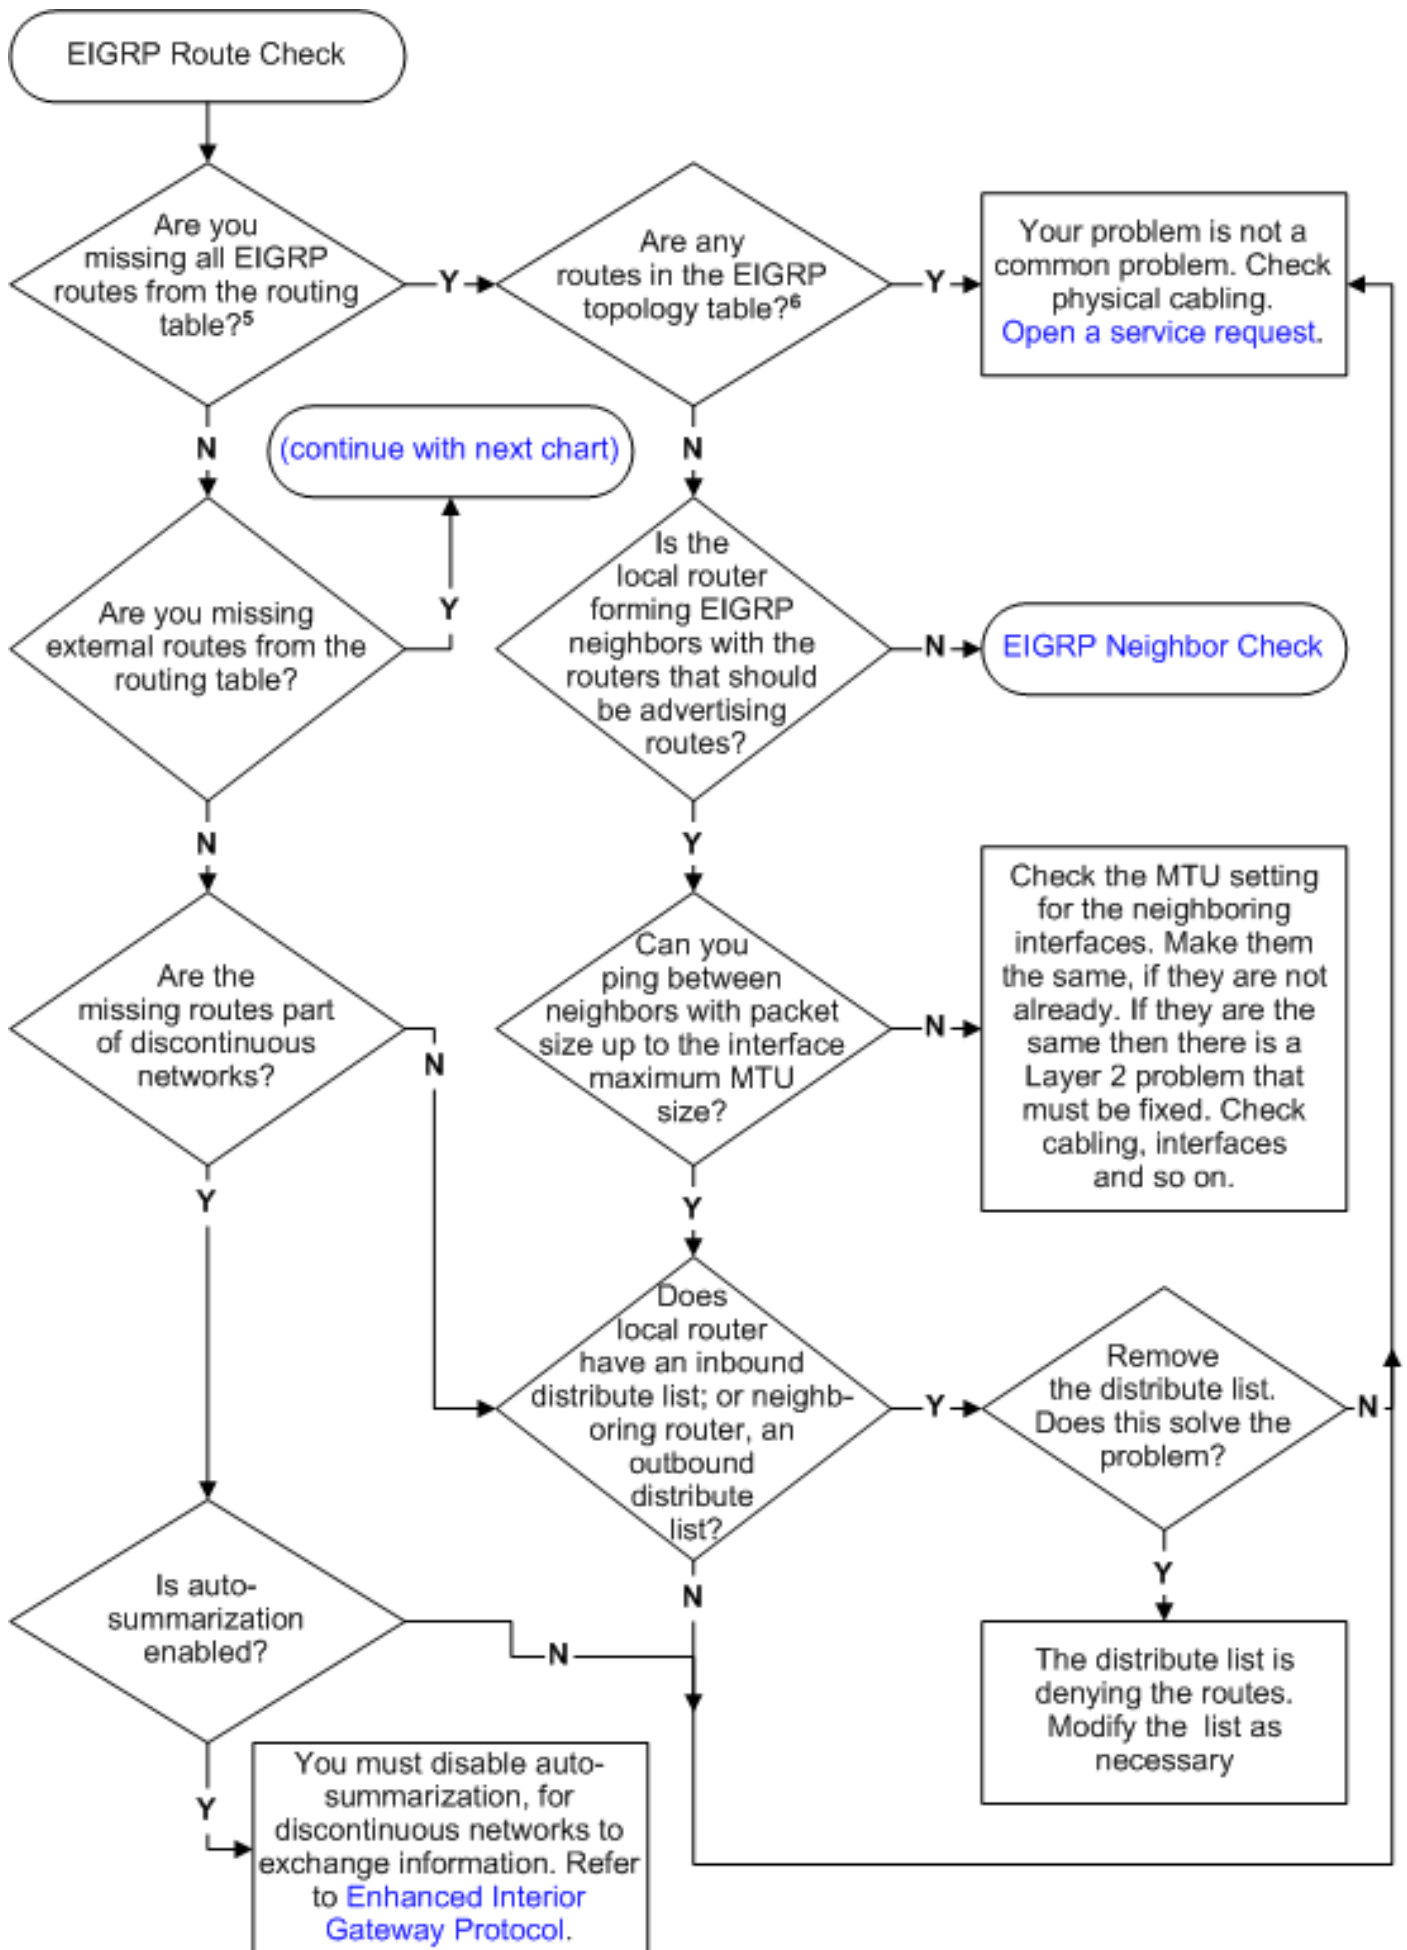 EIGRP Route Check
Are you
missing all EIGRP
routes from the routing
table?5
Y
Are any
routes in the EIGRP
topology table?6
Y
Your problem is not a
common problem. Check
physical cabling.
Open a service request.
N
(continue with next chart)
N
Are you missing
external routes from the
routing table?
Y
Is the
local router
forming EIGRP
neighbors with the
routers that should
be advertising
routes?
N
EIGRP Neighbor Check
N
Y
Are the
missing routes part
of discontinuous
networks?
N
Can you
ping between
neighbors with packet
size up to the interface
maximum MTU
size?
N
Check the MTU setting
for the neighboring
interfaces. Make them
the same, if they are not
already. If they are the
same then there is a
Layer 2 problem that
must be fixed. Check
cabling, interfaces
and so on.
Y
Y
Does
local router
have an inbound
distribute list; or neighb-
oring router, an
outbound
distribute
list?
Y
Remove
the distribute list.
Does this solve the
problem?
N
N
Y
Is auto-
summarization
enabled?
N
The distribute list is
denying the routes.
Modify the list as
necessary
Y
You must disable auto-
summarization, for
discontinuous networks to
exchange information. Refer
to Enhanced Interior
Gateway Protocol.